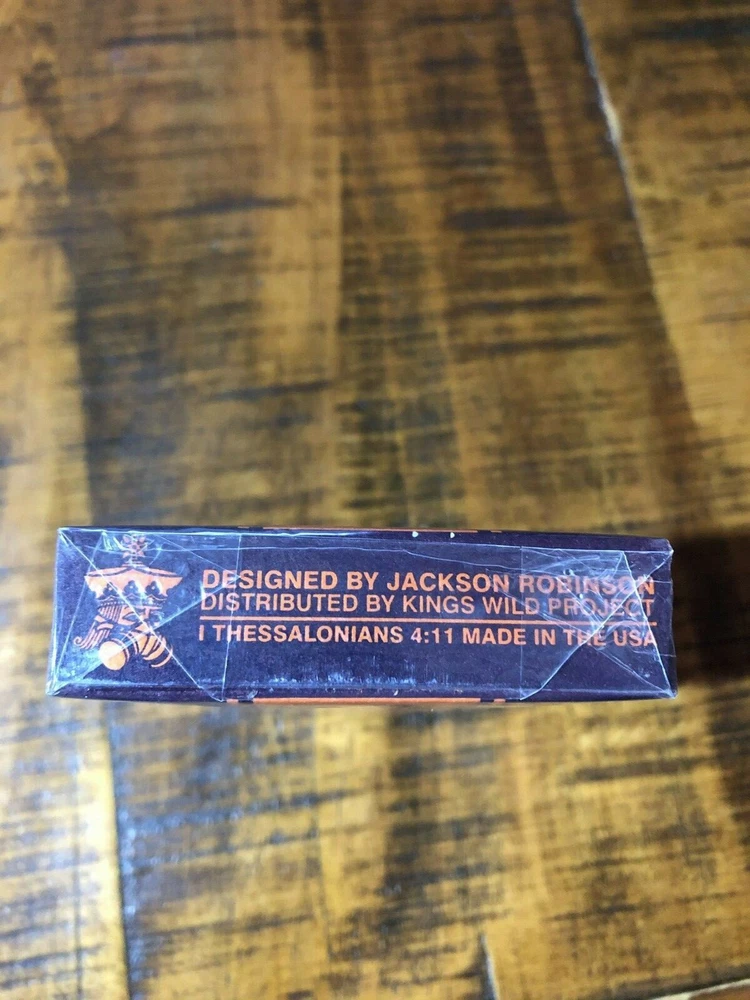 DESIGNED BY JACKSON ROBINSON
DISTRIBUTED BY KINGS WILD PROJECT
I THESSALONIANS 4:11 MADE IN THE USA